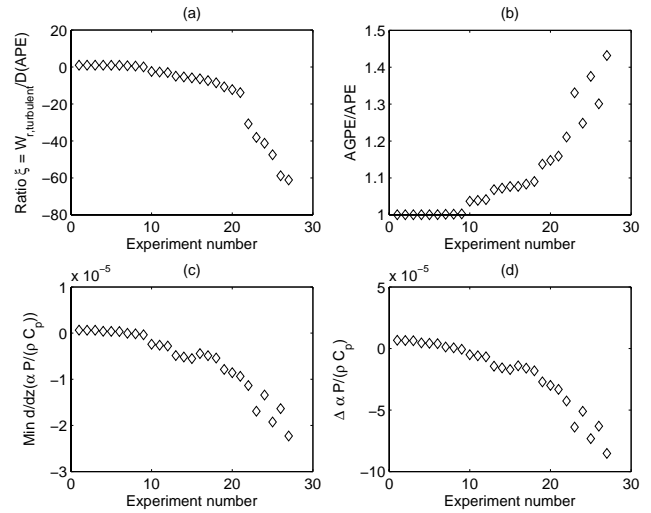 (a)
20
0
−20
−40
−60
−80
0
10
20
30
Experiment number
Ratio ξ = W_{r,turbulent}/D(APE)
(b)
1.5
1.4
1.3
1.2
1.1
1
0
10
20
30
Experiment number
AGPE/APE
(c)
x 10^{−5}
1
0
−1
−2
−3
0
10
20
30
Experiment number
Min d/dz(α P/(ρ C_p))
(d)
x 10^{−5}
5
0
−5
−10
0
10
20
30
Experiment number
Δ α P/(ρ C_p)